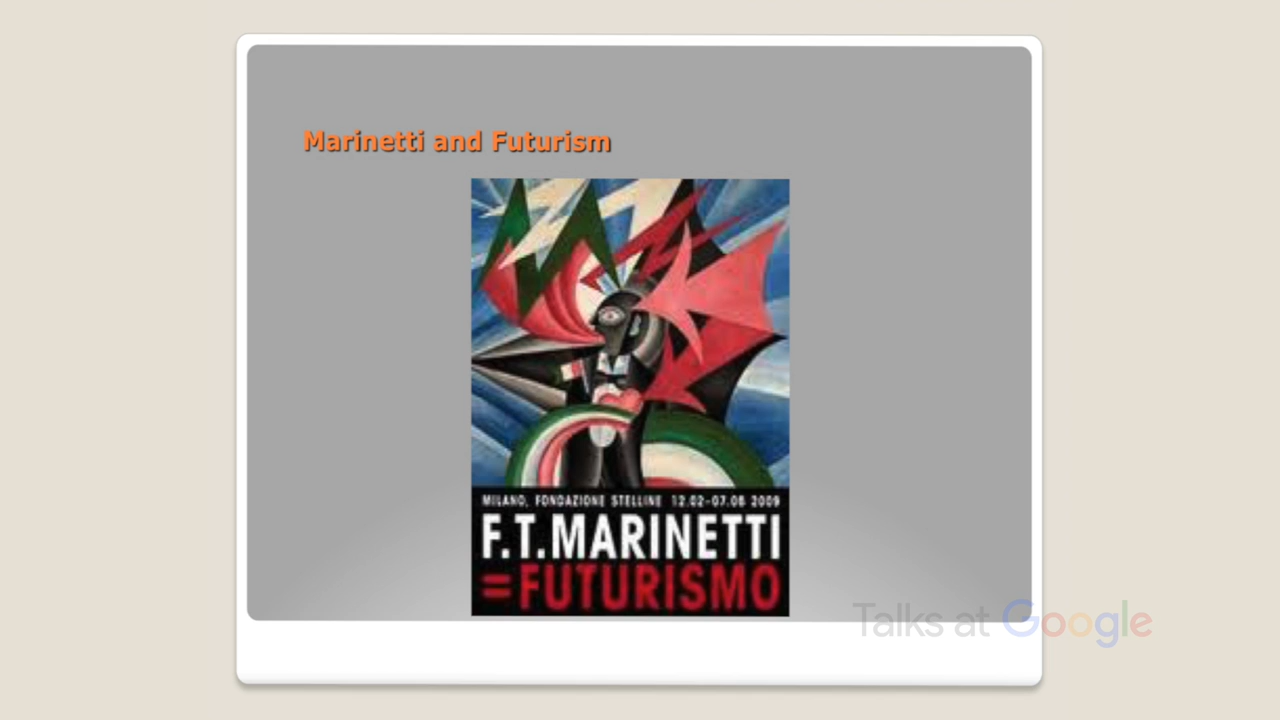 Marinetti and Futurism
MILANO, FONDAZIONE STELLINE 12.02-07.06 2009
F.T.MARINETTI
=FUTURISMO
Talks at Google